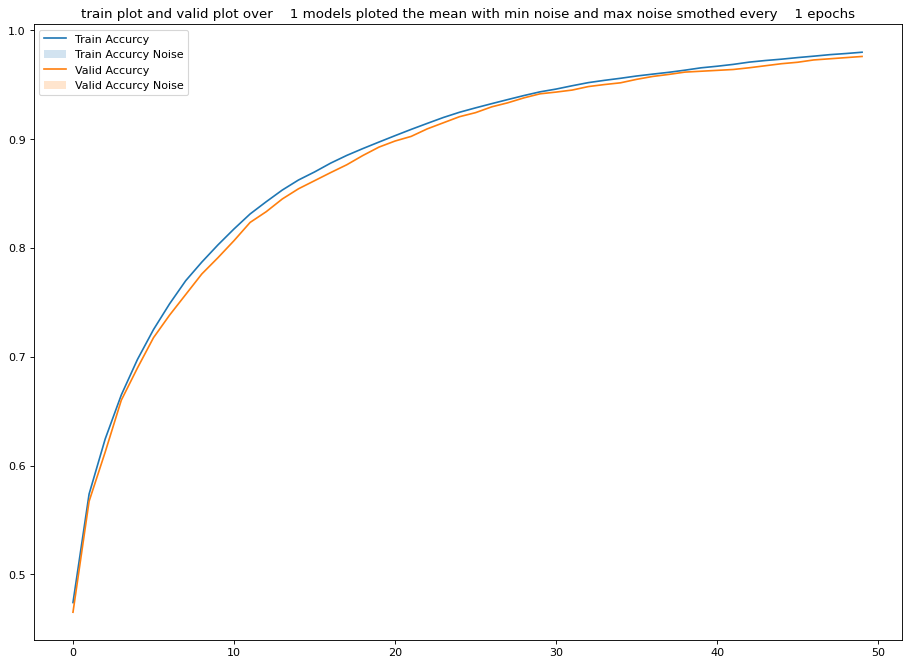 train plot and valid plot over    1 models ploted the mean with min noise and max noise smothed every    1 epochs
1.0
Train Accurcy
Train Accurcy Noise
Valid Accurcy
Valid Accurcy Noise
0.9
0.8
0.7
0.6
0.5
0 10 20 30 40 50